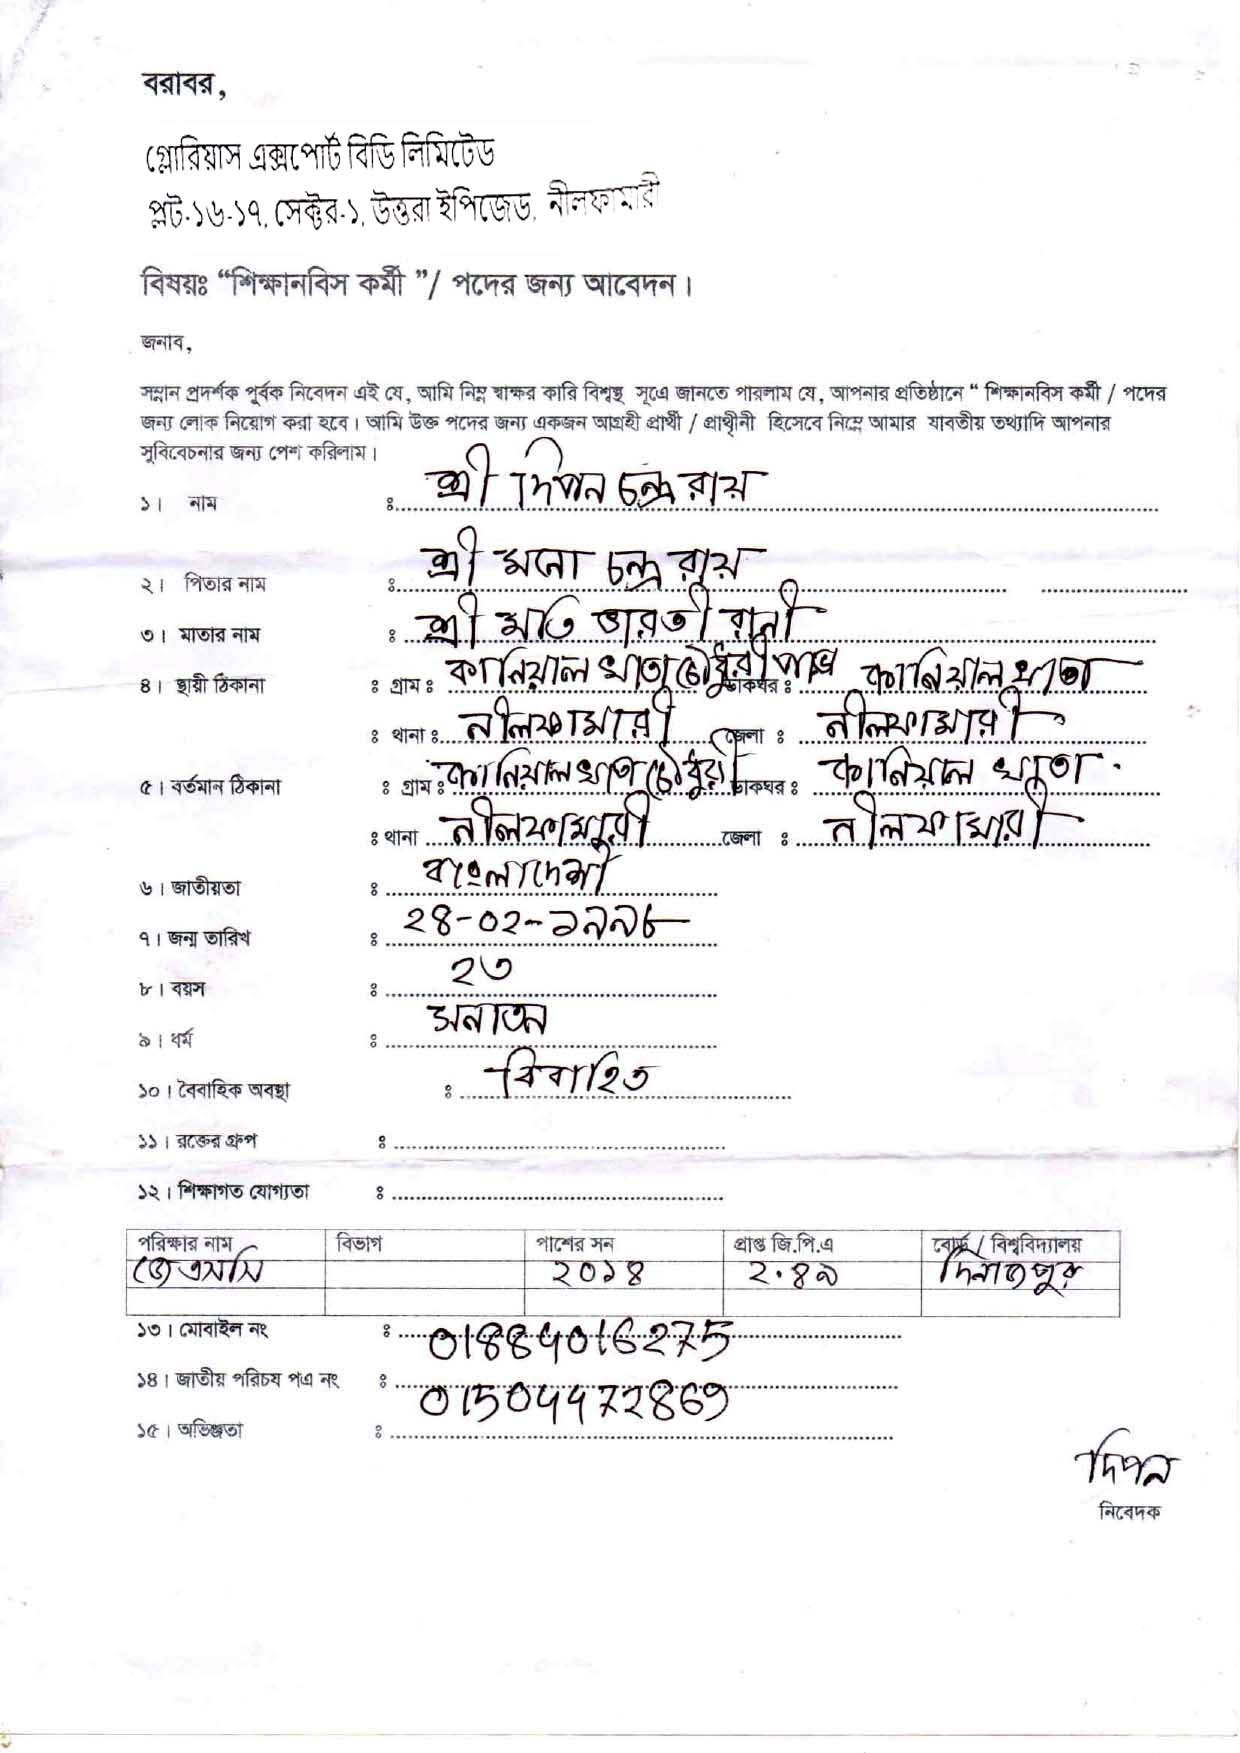 বরাবর,
গ্লোরিয়াস এক্সপোর্ট বিডি লিমিটেড
প্লট-১৬-১৭, সেক্টর-১, উত্তরা ইপিজেড, নীলফামারী
বিষয়ঃ “শিক্ষানবিস কর্মী ”/ পদের জন্য আবেদন।
জনাব,
সম্নান প্রদর্শক পূর্বক নিবেদন এই যে, আমি নিম্ন স্বাক্ষর কারি বিশ্বস্থ সূএে জানতে পারলাম যে, আপনার প্রতিষ্ঠানে “ শিক্ষানবিস কর্মী / পদের
জন্য লোক নিয়োগ করা হবে। আমি উক্ত পদের জন্য একজন আগ্রহী প্রার্থী / প্রার্থীনী হিসেবে নিম্নে আমার যাবতীয় তথ্যাদি আপনার
সুবিবেচনার জন্য পেশ করিলাম।
১। নাম ঃ শ্রী দিপন চন্দ্র রায়
২। পিতার নাম ঃ শ্রী মনো চন্দ্র রায়
৩। মাতার নাম ঃ শ্রী মতি ভারতী রানী
৪। স্থায়ী ঠিকানা ঃ গ্রাম ঃ কানিয়াল খাতা চৌধুরী পাড়া ডাকঘর ঃ কানিয়াল খাতা
ঃ থানা ঃ নীলফামারী জেলা ঃ নীলফামারী
৫। বর্তমান ঠিকানা ঃ গ্রাম ঃ কানিয়াল খাতা চৌধুরী ডাকঘর ঃ কানিয়াল খাতা
ঃ থানা নীলফামারী জেলা ঃ নীলফামারী
৬। জাতীয়তা ঃ বাংলাদেশী
৭। জন্ম তারিখ ঃ ২৪-০২-১৯৯৮
৮। বয়স ঃ ২৩
৯। ধর্ম ঃ সনাতন
১০। বৈবাহিক অবস্থা ঃ বিবাহিত
১১। রক্তের গ্রুপ ঃ
১২। শিক্ষাগত যোগ্যতা ঃ
পরিক্ষার নাম বিভাগ পাশের সন প্রাপ্ত জি.পি.এ বোর্ড / বিশ্ববিদ্যালয়
জে এসসি ২০১৪ ২.৪৯ দিনাজপুর
১৩। মোবাইল নং ঃ 01884016275
১৪। জাতীয় পরিচয় পএ নং ঃ
01504472869
১৫। অভিজ্ঞতা ঃ
দিপন
নিবেদক